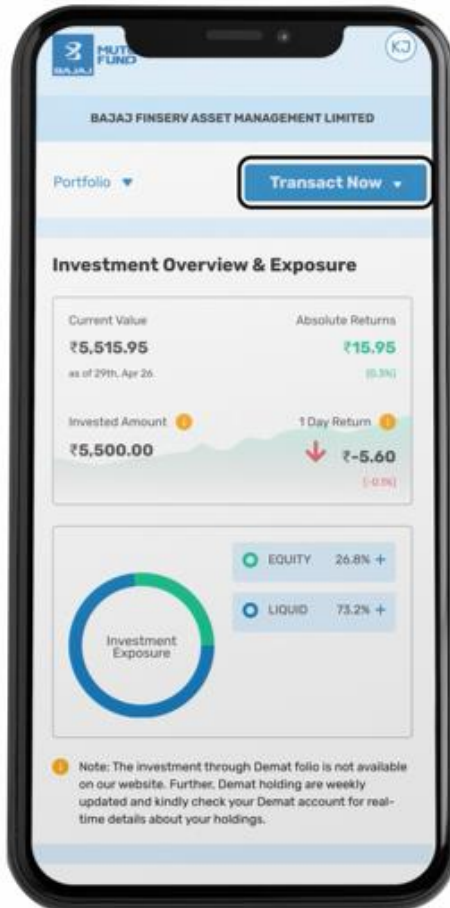 BAJAJ
MUTU
FUND
KJ
BAJAJ FINSERV ASSET MANAGEMENT LIMITED
Portfolio
Transact Now
Investment Overview & Exposure
Current Value
Absolute Returns
₹5,515.95
₹15.95
as of 29th, Apr 26.
(0.3%)
Invested Amount
1 Day Return
₹5,500.00
₹-5.60
(-0.1%)
EQUITY 26.8% +
LIQUID 73.2% +
Investment
Exposure
Note: The investment through Demat folio is not available
on our website. Further, Demat holding are weekly
updated and kindly check your Demat account for real-
time details about your holdings.